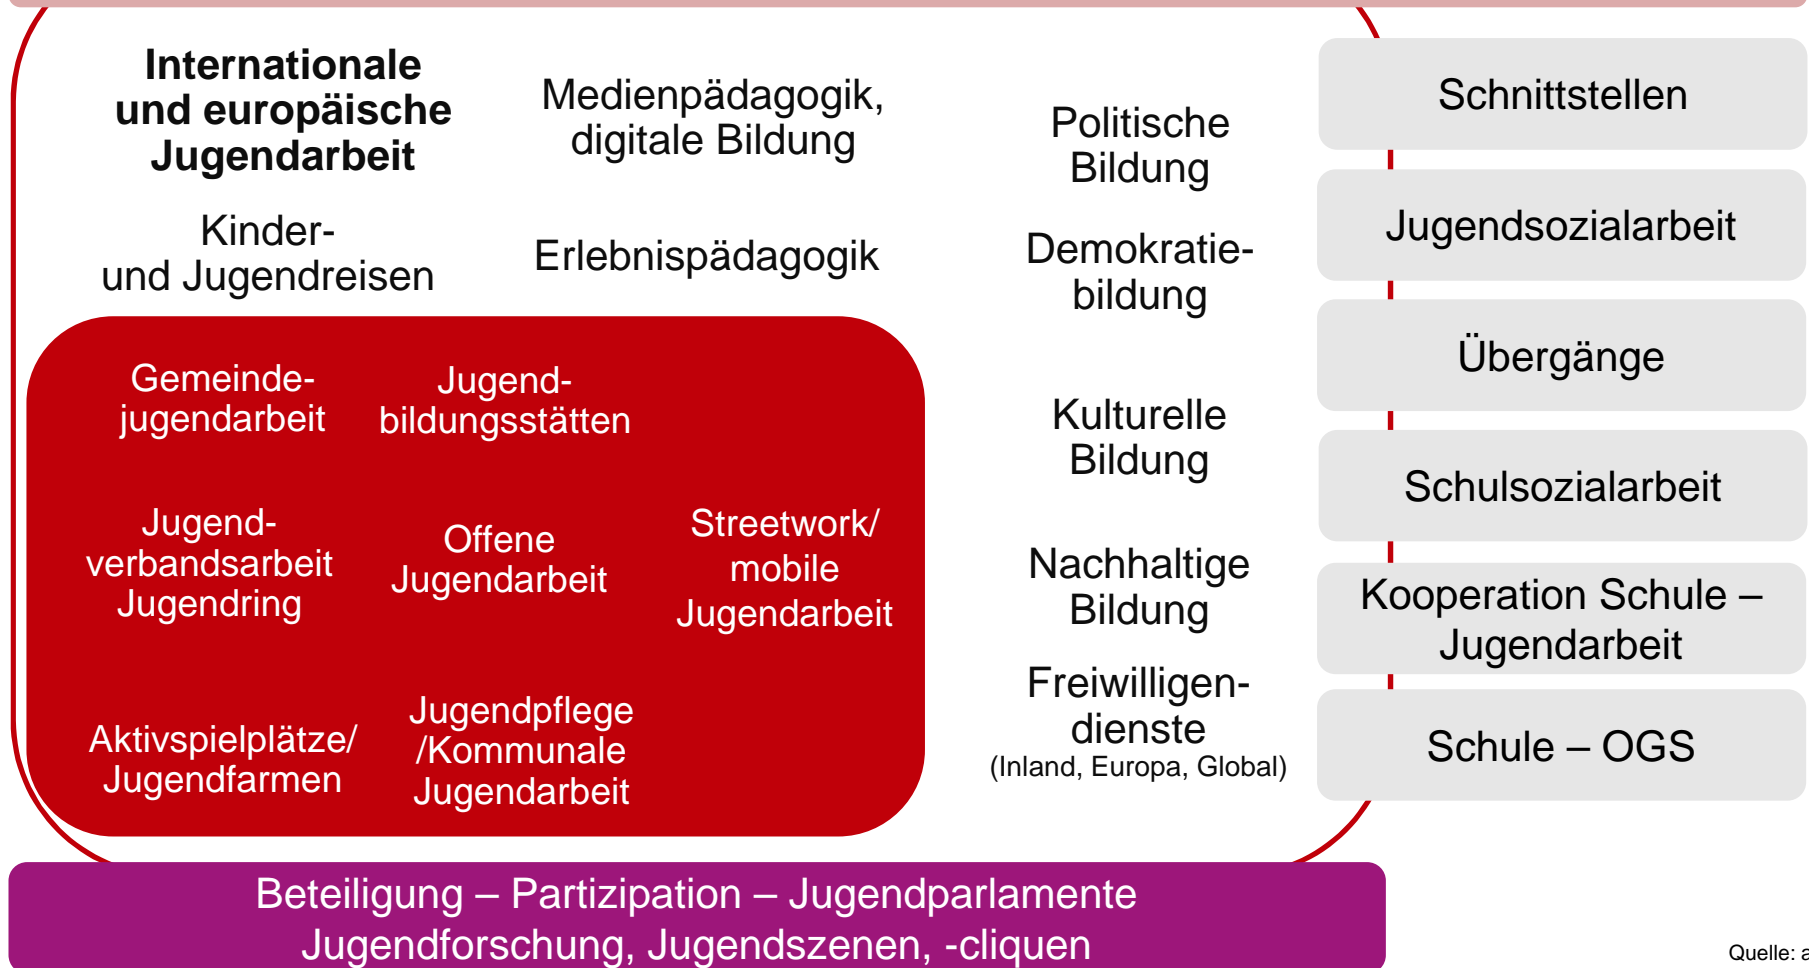 Internationale
und europäische
Jugendarbeit
Medienpädagogik,
digitale Bildung
Politische
Bildung
Schnittstellen
Kinder-
und Jugendreisen
Erlebnispädagogik
Demokratie-
bildung
Jugendsozialarbeit
Gemeinde-
jugendarbeit
Jugend-
bildungsstätten
Kulturelle
Bildung
Übergänge
Schulsozialarbeit
Jugend-
verbandsarbeit
Jugendring
Offene
Jugendarbeit
Streetwork/
mobile
Jugendarbeit
Nachhaltige
Bildung
Kooperation Schule –
Jugendarbeit
Aktivspielplätze/
Jugendfarmen
Jugendpflege
/Kommunale
Jugendarbeit
Freiwilligen-
dienste
(Inland, Europa, Global)
Schule – OGS
Beteiligung – Partizipation – Jugendparlamente
Jugendforschung, Jugendszenen, -cliquen
Quelle: